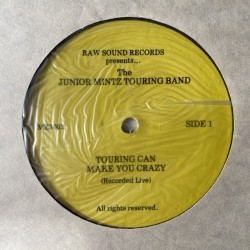 RAW SOUND RECORDS
presents...
The
JUNIOR MINTZ TOURING BAND
SIDE 1
TOURING CAN
MAKE YOU CRAZY
(Recorded Live)
All rights reserved.